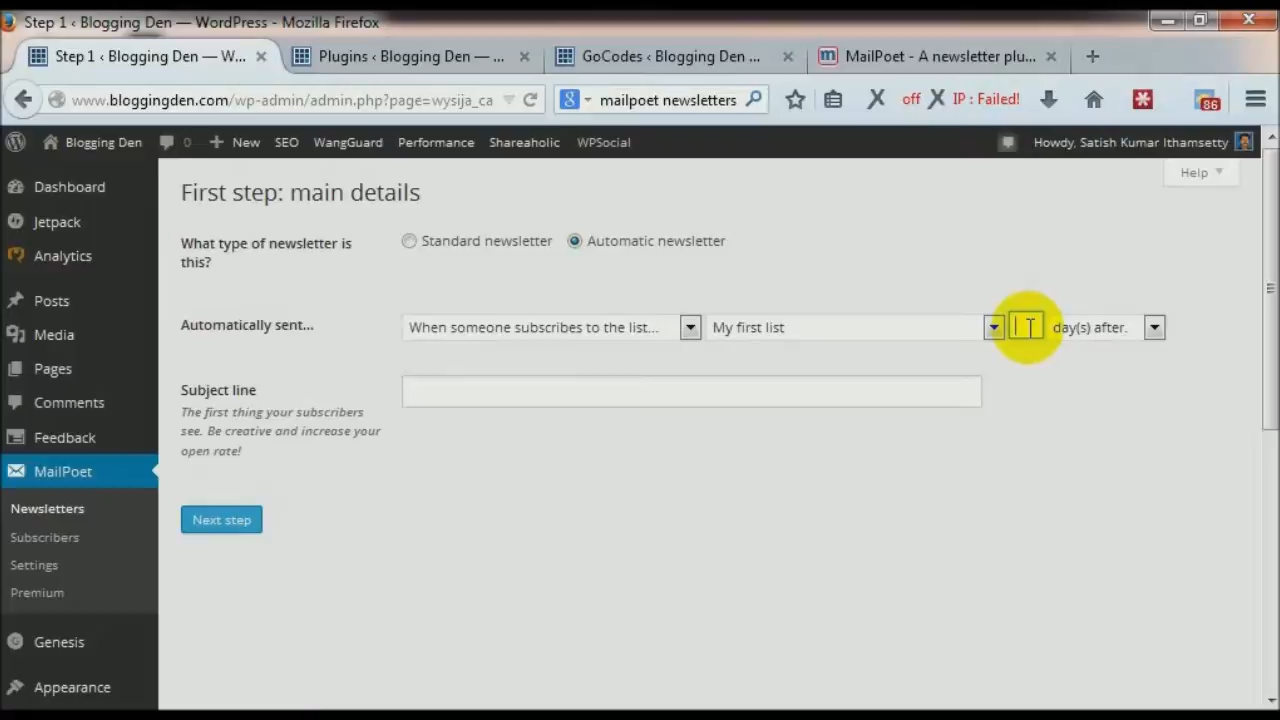 Step 1 ‹ Blogging Den — WordPress - Mozilla Firefox
Step 1 ‹ Blogging Den — W...
Plugins ‹ Blogging Den — ...
GoCodes ‹ Blogging Den ...
MailPoet - A newsletter plu...
www.bloggingden.com/wp-admin/admin.php?page=wysija_ca
mailpoet newsletters
off
IP : Failed!
86
Blogging Den
0
New
SEO
WangGuard
Performance
Shareaholic
WPSocial
Howdy, Satish Kumar Ithamsetty
Help
Dashboard
Jetpack
Analytics
Posts
Media
Pages
Comments
Feedback
MailPoet
Newsletters
Subscribers
Settings
Premium
Genesis
Appearance
First step: main details
What type of newsletter is
this?
Standard newsletter
Automatic newsletter
Automatically sent...
When someone subscribes to the list...
My first list
day(s) after.
Subject line
The first thing your subscribers
see. Be creative and increase your
open rate!
Next step